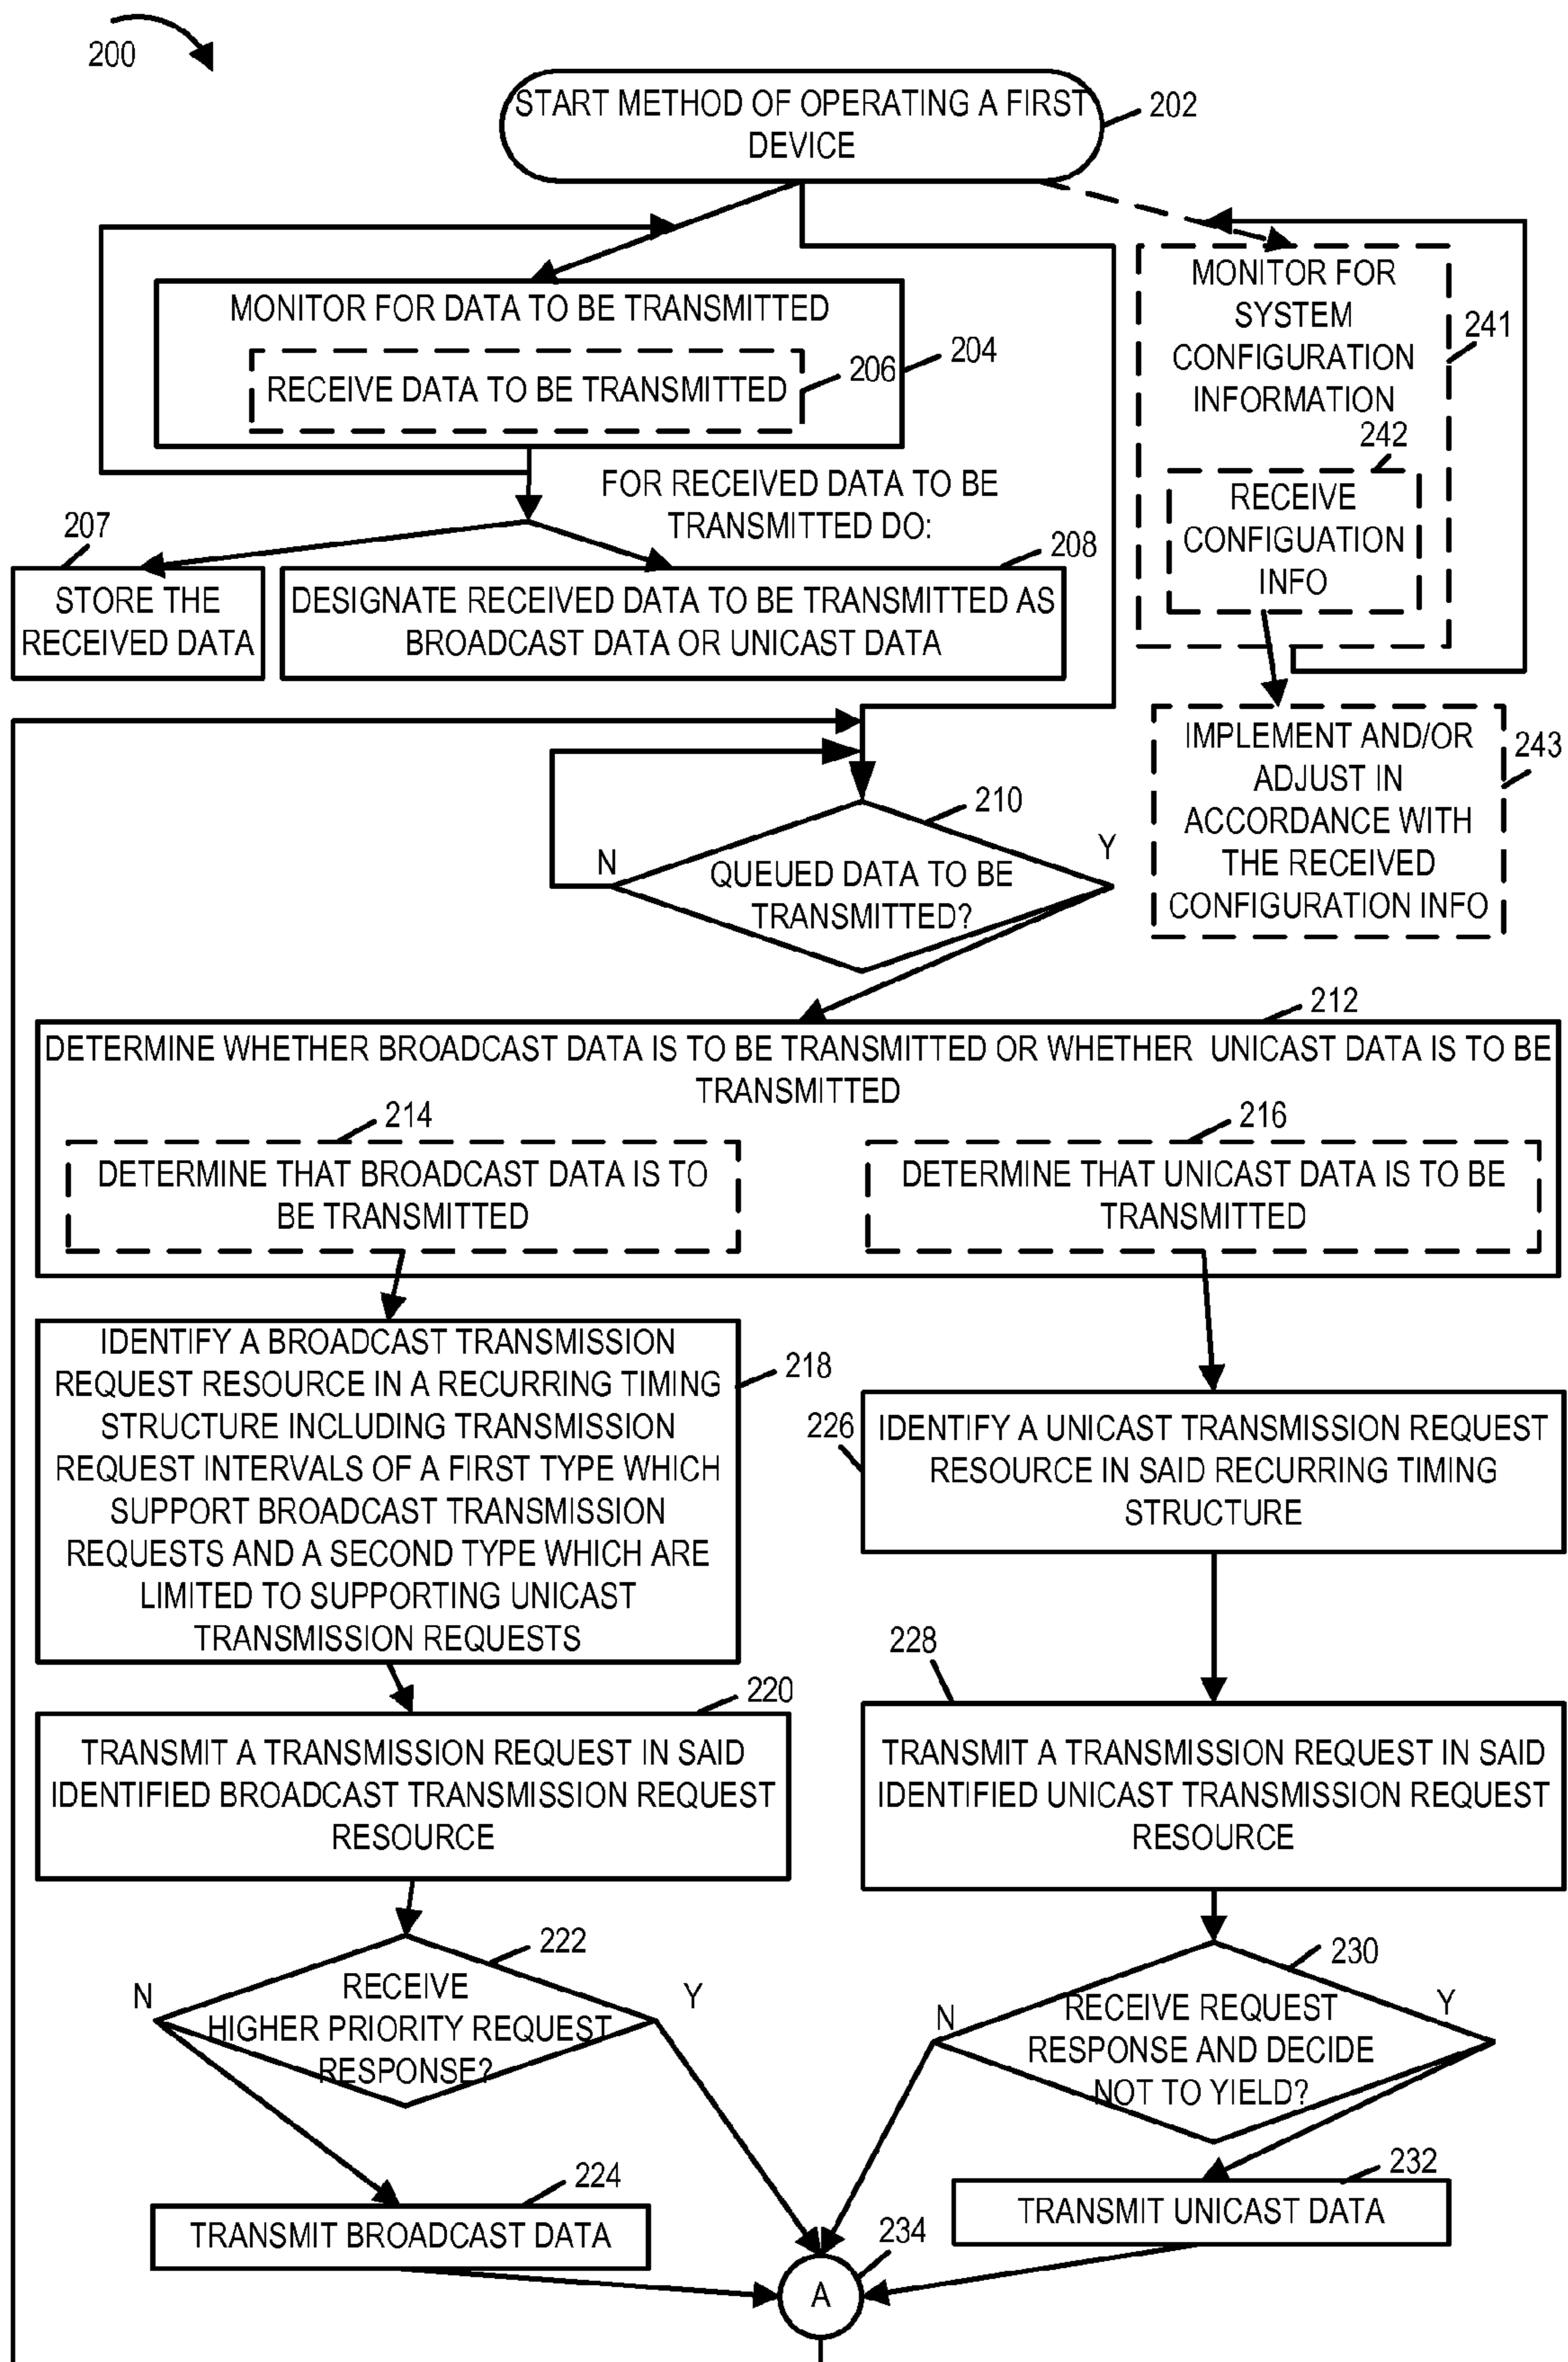 200
START METHOD OF OPERATING A FIRST
DEVICE
202
MONITOR FOR DATA TO BE TRANSMITTED
204
RECEIVE DATA TO BE TRANSMITTED
206
MONITOR FOR
SYSTEM
CONFIGURATION
INFORMATION
241
242
RECEIVE
CONFIGUATION
INFO
FOR RECEIVED DATA TO BE
TRANSMITTED DO:
207
STORE THE
RECEIVED DATA
208
DESIGNATE RECEIVED DATA TO BE TRANSMITTED AS
BROADCAST DATA OR UNICAST DATA
IMPLEMENT AND/OR
ADJUST IN
ACCORDANCE WITH
THE RECEIVED
CONFIGURATION INFO
243
210
N
QUEUED DATA TO BE
TRANSMITTED?
Y
212
DETERMINE WHETHER BROADCAST DATA IS TO BE TRANSMITTED OR WHETHER UNICAST DATA IS TO BE
TRANSMITTED
214
DETERMINE THAT BROADCAST DATA IS TO
BE TRANSMITTED
216
DETERMINE THAT UNICAST DATA IS TO BE
TRANSMITTED
IDENTIFY A BROADCAST TRANSMISSION
REQUEST RESOURCE IN A RECURRING TIMING
STRUCTURE INCLUDING TRANSMISSION
REQUEST INTERVALS OF A FIRST TYPE WHICH
SUPPORT BROADCAST TRANSMISSION
REQUESTS AND A SECOND TYPE WHICH ARE
LIMITED TO SUPPORTING UNICAST
TRANSMISSION REQUESTS
218
226
IDENTIFY A UNICAST TRANSMISSION REQUEST
RESOURCE IN SAID RECURRING TIMING
STRUCTURE
220
TRANSMIT A TRANSMISSION REQUEST IN SAID
IDENTIFIED BROADCAST TRANSMISSION REQUEST
RESOURCE
228
TRANSMIT A TRANSMISSION REQUEST IN SAID
IDENTIFIED UNICAST TRANSMISSION REQUEST
RESOURCE
222
N
RECEIVE
HIGHER PRIORITY REQUEST
RESPONSE?
Y
230
N
RECEIVE REQUEST
RESPONSE AND DECIDE
NOT TO YIELD?
Y
224
TRANSMIT BROADCAST DATA
232
TRANSMIT UNICAST DATA
234
A